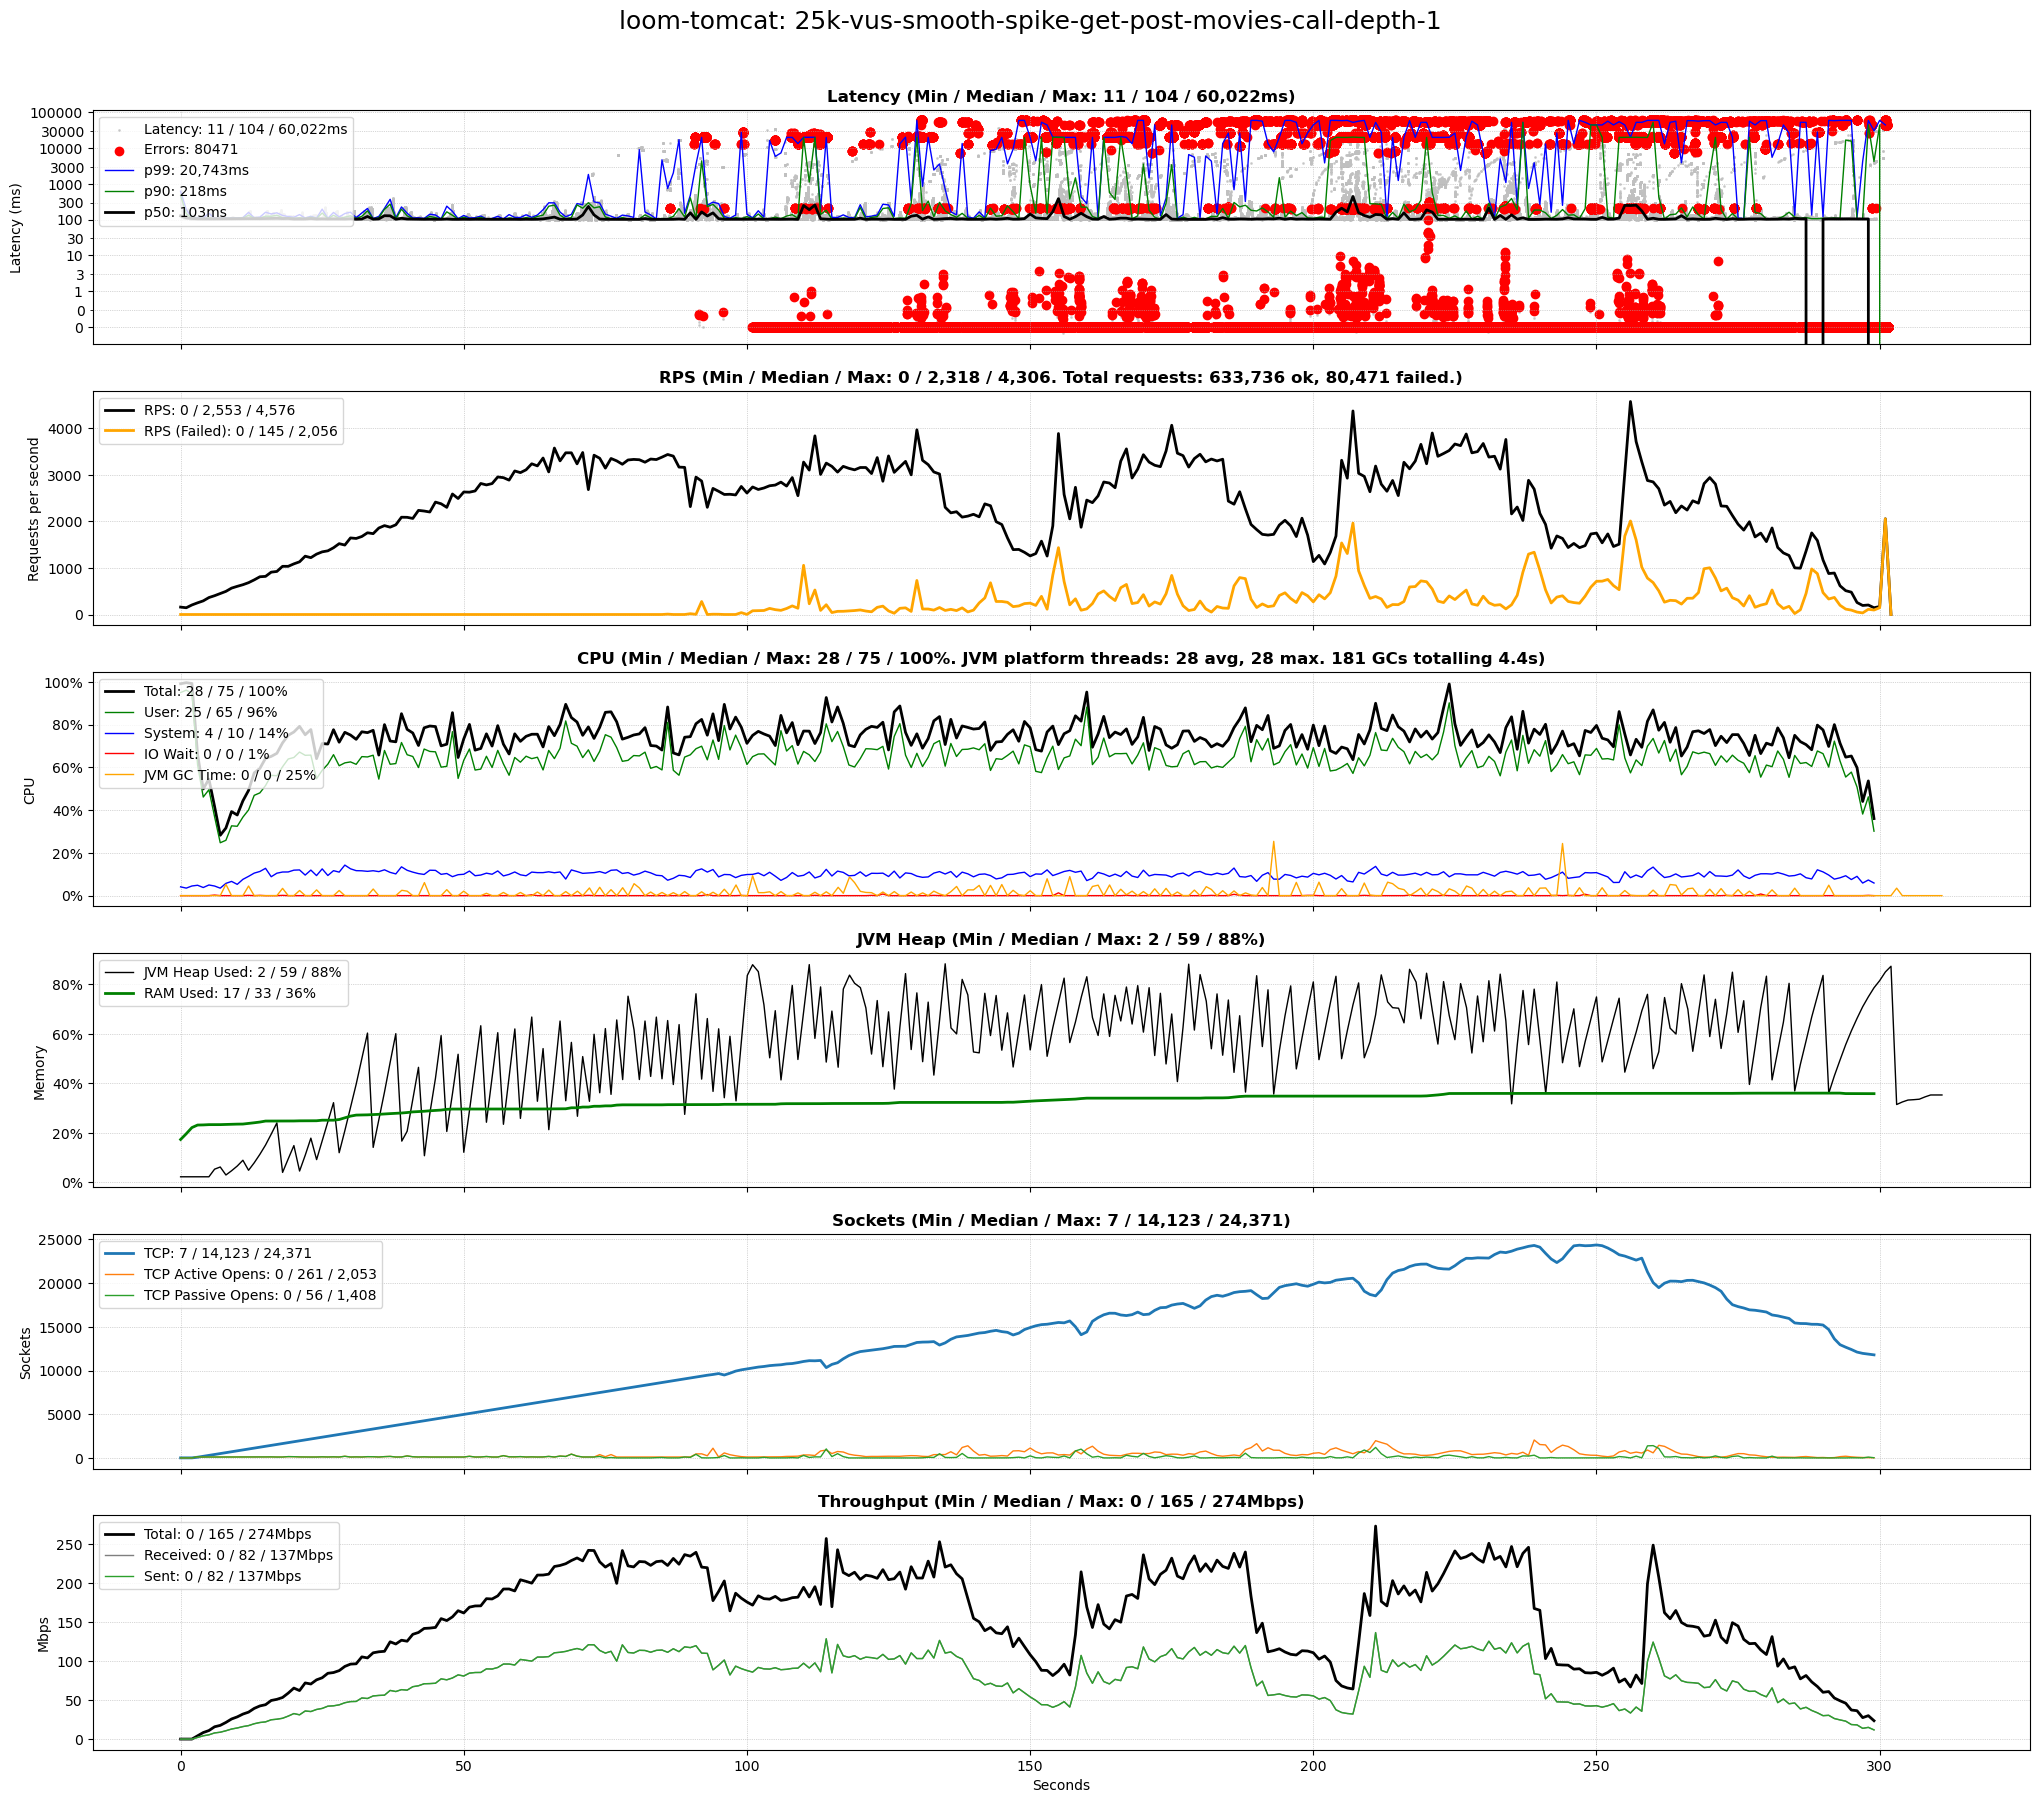 loom-tomcat: 25k-vus-smooth-spike-get-post-movies-call-depth-1
Latency (Min / Median / Max: 11 / 104 / 60,022ms)
Latency (ms)
100000
30000
10000
3000
1000
300
100
30
10
3
1
0
0
Latency: 11 / 104 / 60,022ms
Errors: 80471
p99: 20,743ms
p90: 218ms
p50: 103ms
RPS (Min / Median / Max: 0 / 2,318 / 4,306. Total requests: 633,736 ok, 80,471 failed.)
Requests per second
4000
3000
2000
1000
0
RPS: 0 / 2,553 / 4,576
RPS (Failed): 0 / 145 / 2,056
CPU (Min / Median / Max: 28 / 75 / 100%. JVM platform threads: 28 avg, 28 max. 181 GCs totalling 4.4s)
CPU
100%
80%
60%
40%
20%
0%
Total: 28 / 75 / 100%
User: 25 / 65 / 96%
System: 4 / 10 / 14%
IO Wait: 0 / 0 / 1%
JVM GC Time: 0 / 0 / 25%
JVM Heap (Min / Median / Max: 2 / 59 / 88%)
Memory
80%
60%
40%
20%
0%
JVM Heap Used: 2 / 59 / 88%
RAM Used: 17 / 33 / 36%
Sockets (Min / Median / Max: 7 / 14,123 / 24,371)
Sockets
25000
20000
15000
10000
5000
0
TCP: 7 / 14,123 / 24,371
TCP Active Opens: 0 / 261 / 2,053
TCP Passive Opens: 0 / 56 / 1,408
Throughput (Min / Median / Max: 0 / 165 / 274Mbps)
Mbps
250
200
150
100
50
0
Total: 0 / 165 / 274Mbps
Received: 0 / 82 / 137Mbps
Sent: 0 / 82 / 137Mbps
0 50 100 150 200 250 300
Seconds